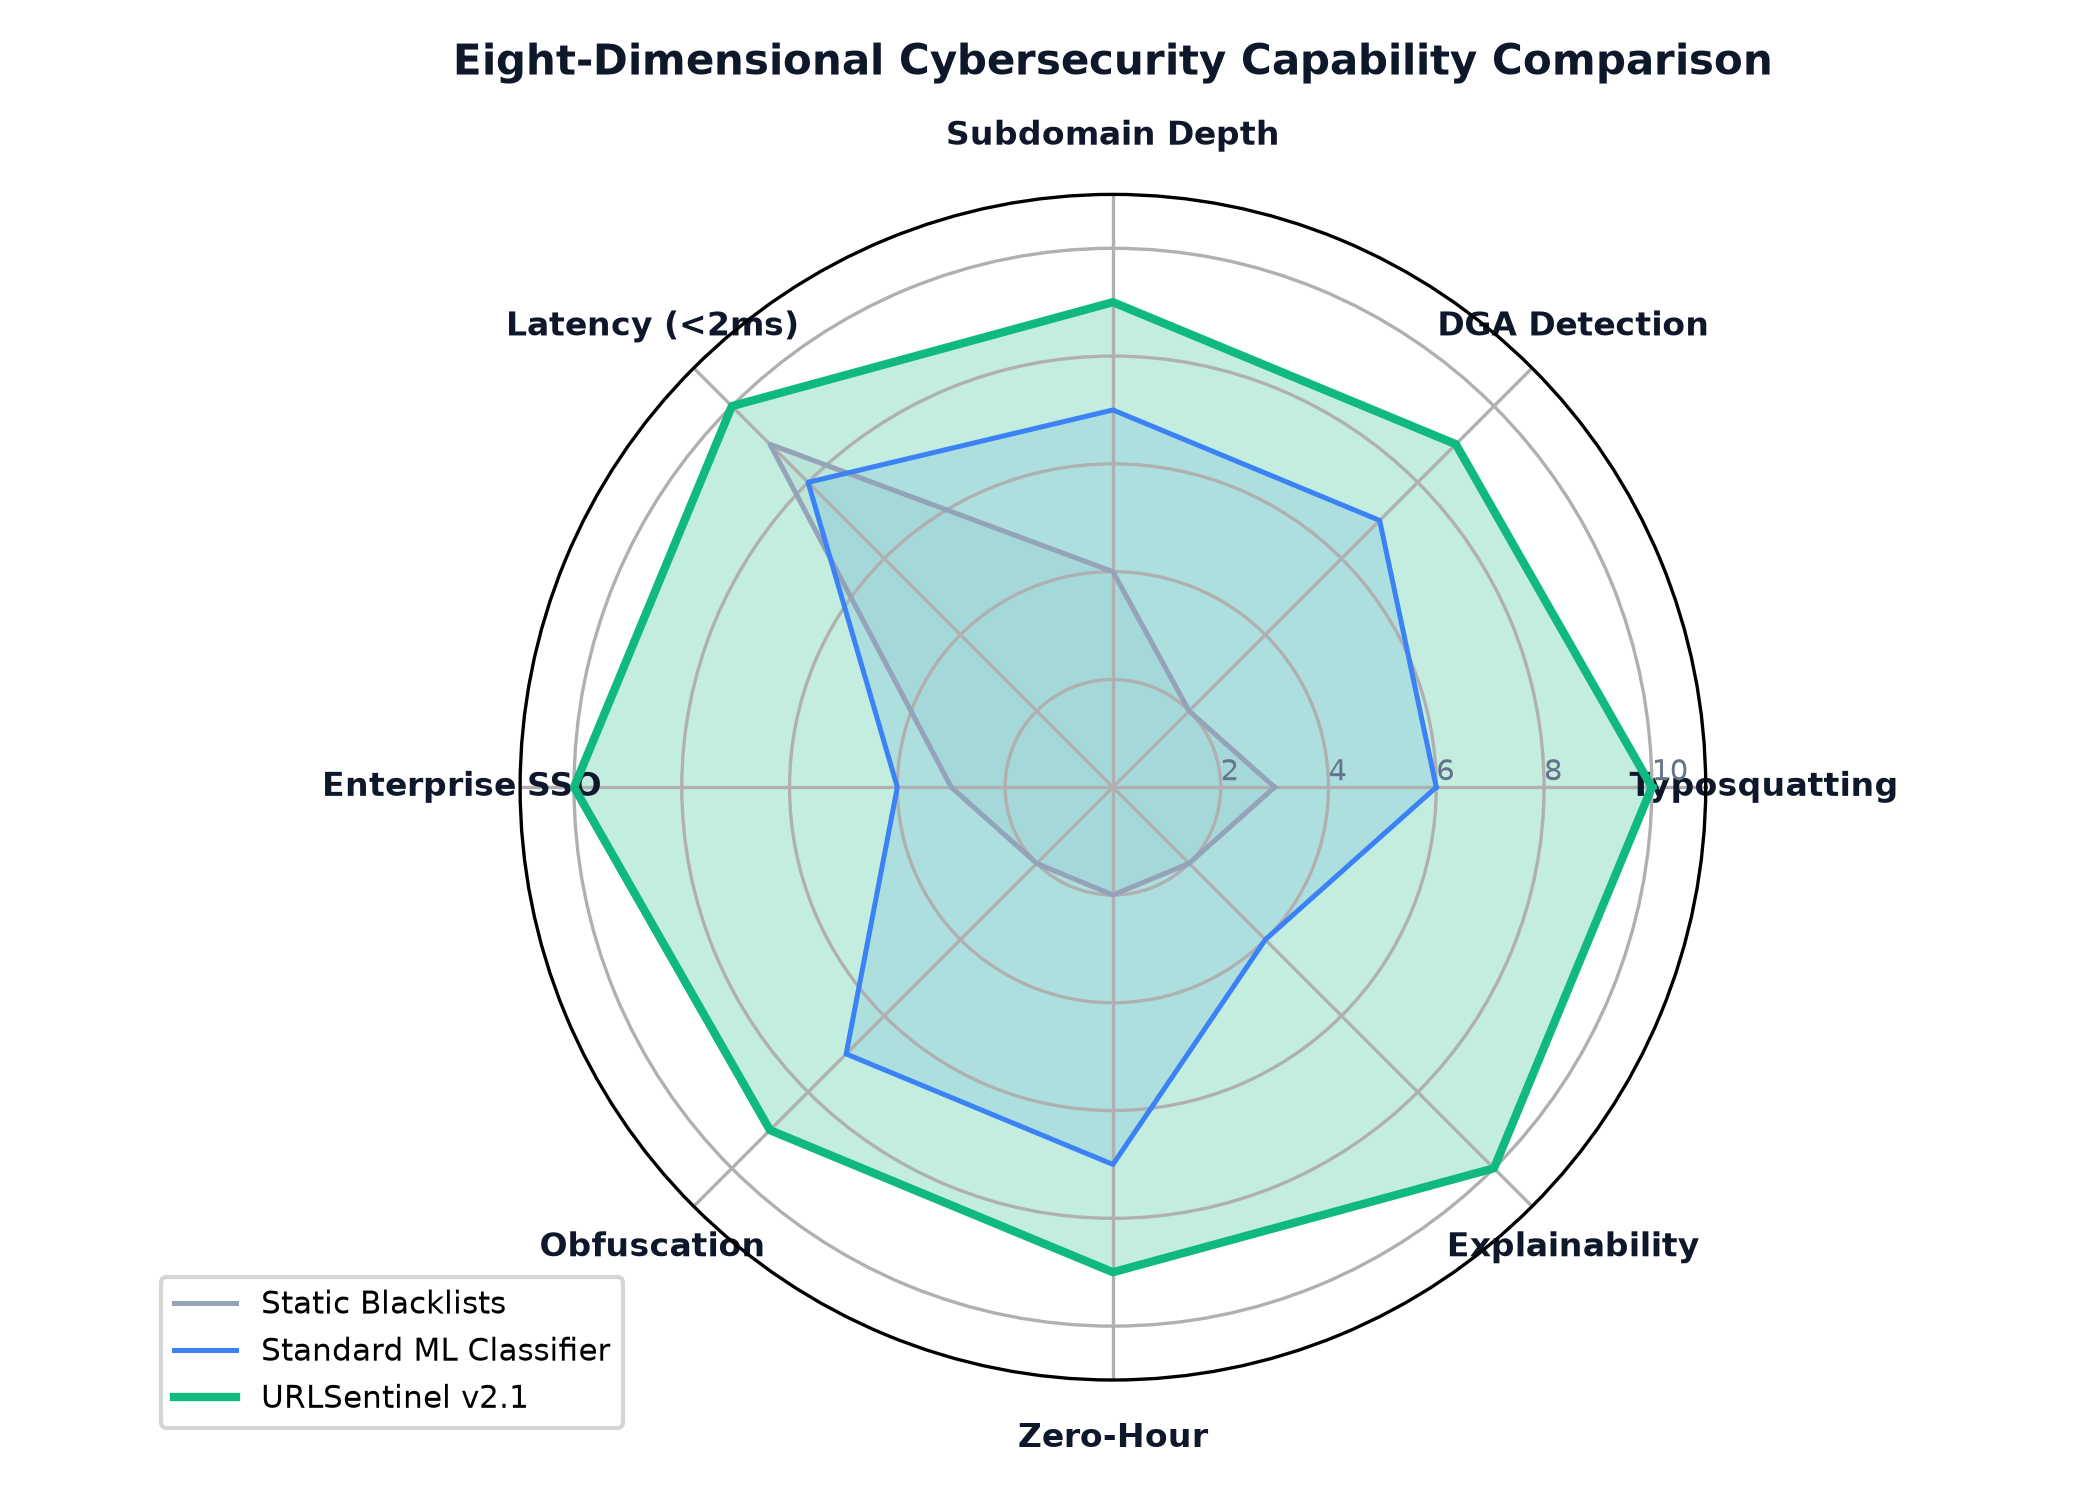 Eight-Dimensional Cybersecurity Capability Comparison
Subdomain Depth
Latency (<2ms)
DGA Detection
Enterprise SSO
2
4
6
8
10
Typosquatting
Obfuscation
Explainability
Static Blacklists
Standard ML Classifier
URLSentinel v2.1
Zero-Hour